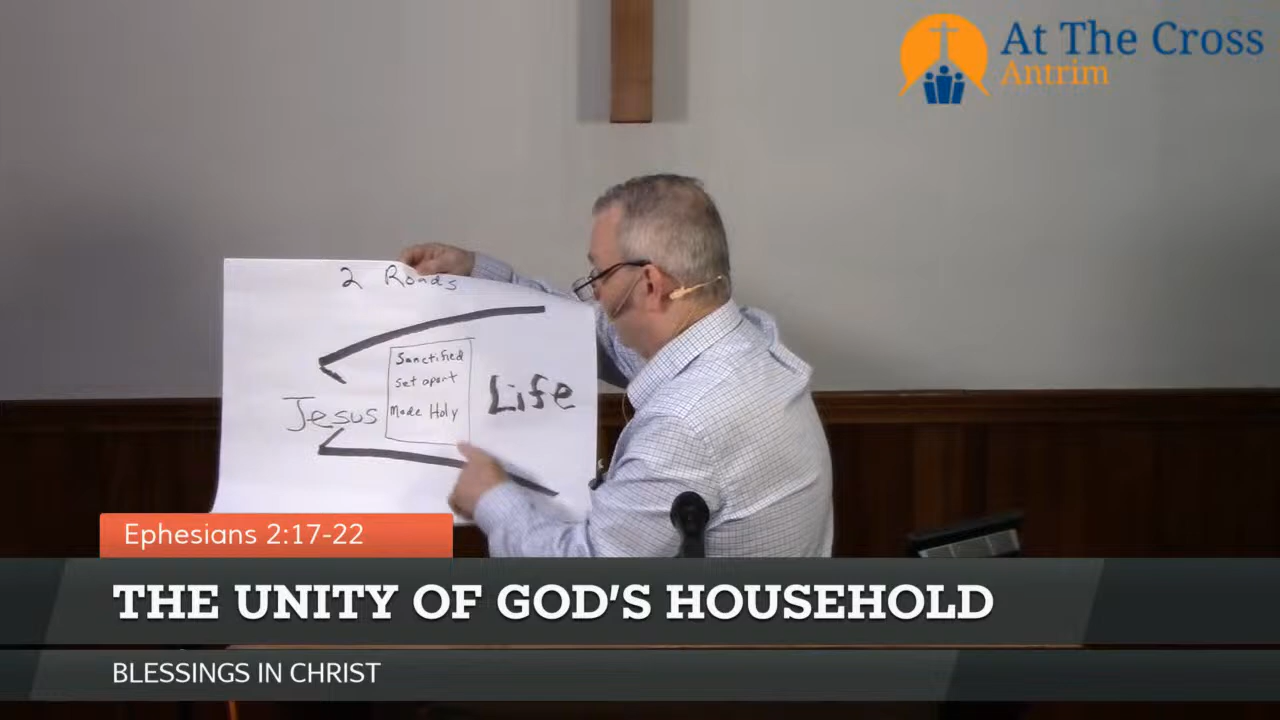 At The Cross
Antrim
2 Roads
Sanctified
Set apart
Made Holy
Jesus
Life
Ephesians 2:17-22
THE UNITY OF GOD'S HOUSEHOLD
BLESSINGS IN CHRIST